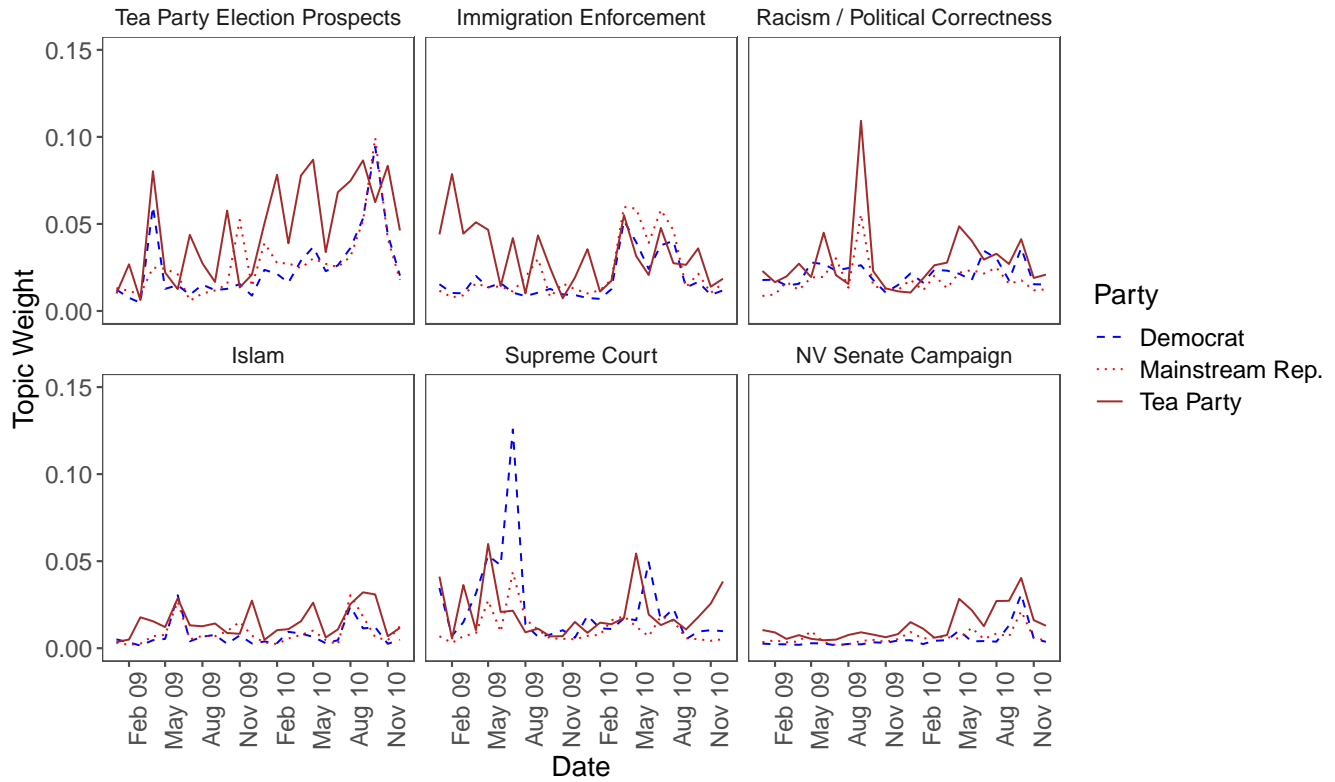 Tea Party Election Prospects
Immigration Enforcement
Racism / Political Correctness
0.15
0.10
0.05
0.00
Islam
Supreme Court
NV Senate Campaign
0.15
0.10
0.05
0.00
Topic Weight
Feb 09
May 09
Aug 09
Nov 09
Feb 10
May 10
Aug 10
Nov 10
Feb 09
May 09
Aug 09
Nov 09
Feb 10
May 10
Aug 10
Nov 10
Feb 09
May 09
Aug 09
Nov 09
Feb 10
May 10
Aug 10
Nov 10
Date
Party
Democrat
Mainstream Rep.
Tea Party